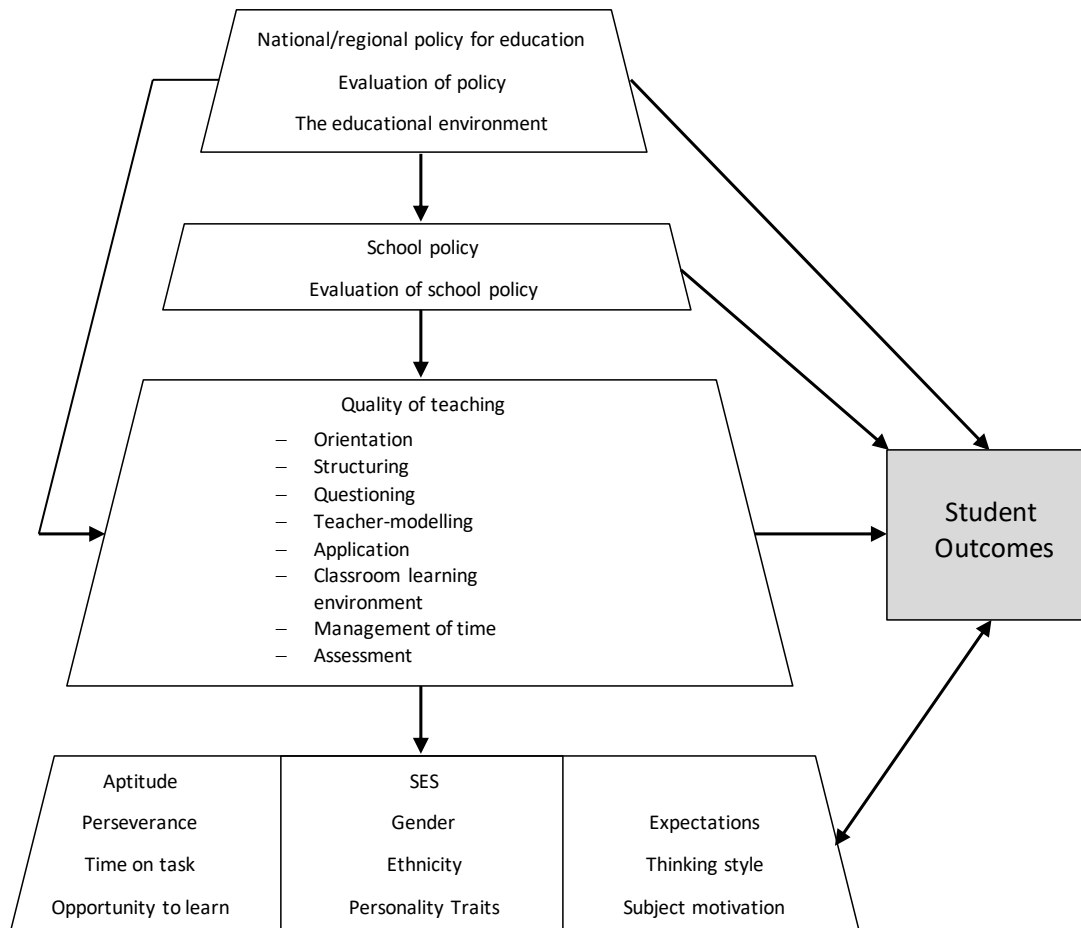 National/regional policy for education
Evaluation of policy
The educational environment
School policy
Evaluation of school policy
Quality of teaching
– Orientation
– Structuring
– Questioning
– Teacher-modelling
– Application
– Classroom learning
environment
– Management of time
– Assessment
Student
Outcomes
Aptitude
Perseverance
Time on task
Opportunity to learn
SES
Gender
Ethnicity
Personality Traits
Expectations
Thinking style
Subject motivation